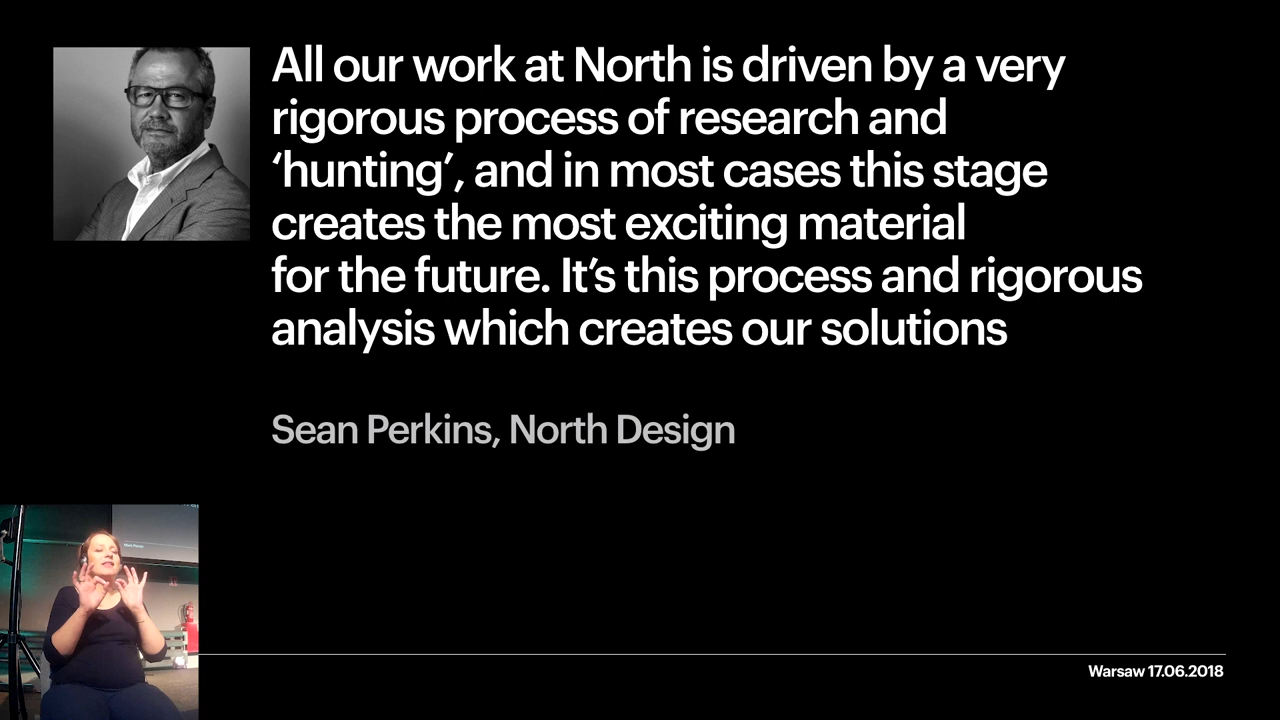 All our work at North is driven by a very
rigorous process of research and
‘hunting’, and in most cases this stage
creates the most exciting material
for the future. It’s this process and rigorous
analysis which creates our solutions
Sean Perkins, North Design
Warsaw 17.06.2018